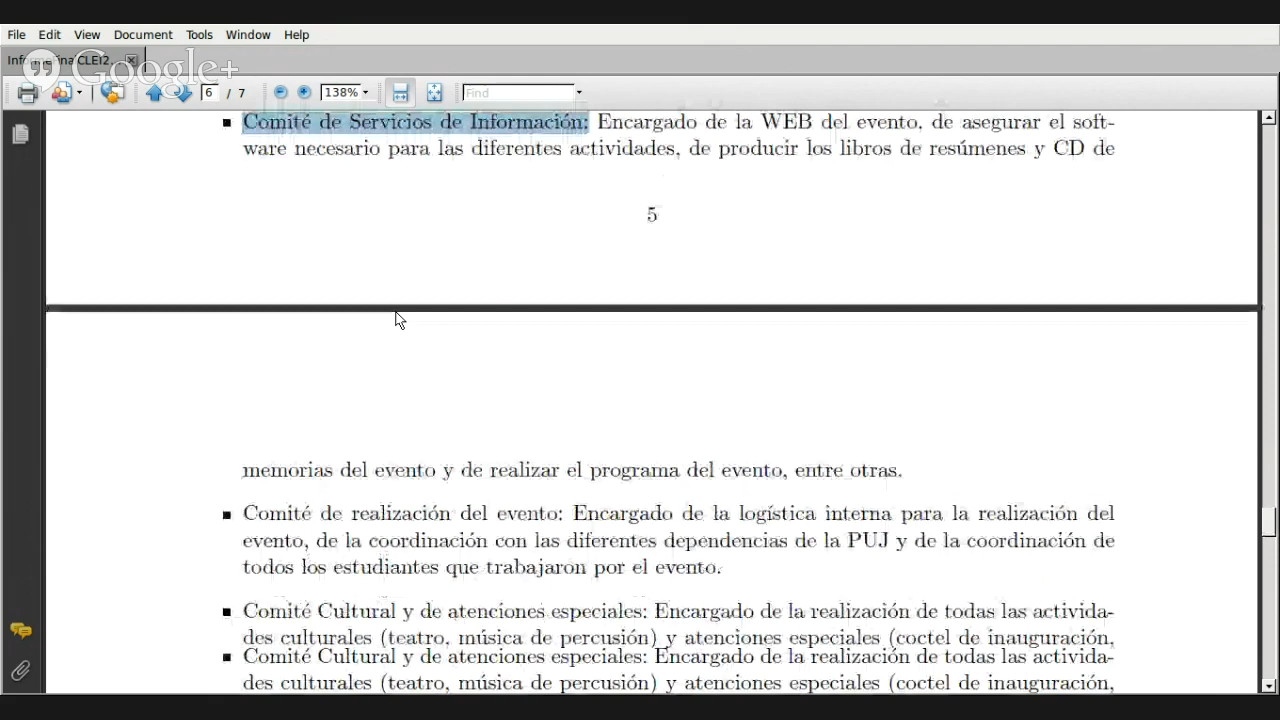 File Edit View Document Tools Window Help
Google+
6 / 7 138% Find
Comité de Servicios de Información: Encargado de la WEB del evento, de asegurar el soft-
ware necesario para las diferentes actividades, de producir los libros de resúmenes y CD de
5
memorias del evento y de realizar el programa del evento, entre otras.
Comité de realización del evento: Encargado de la logística interna para la realización del
evento, de la coordinación con las diferentes dependencias de la PUJ y de la coordinación de
todos los estudiantes que trabajaron por el evento.
Comité Cultural y de atenciones especiales: Encargado de la realización de todas las activida-
des culturales (teatro, música de percusión) y atenciones especiales (coctel de inauguración,
Comité Cultural y de atenciones especiales: Encargado de la realización de todas las activida-
des culturales (teatro, música de percusión) y atenciones especiales (coctel de inauguración,